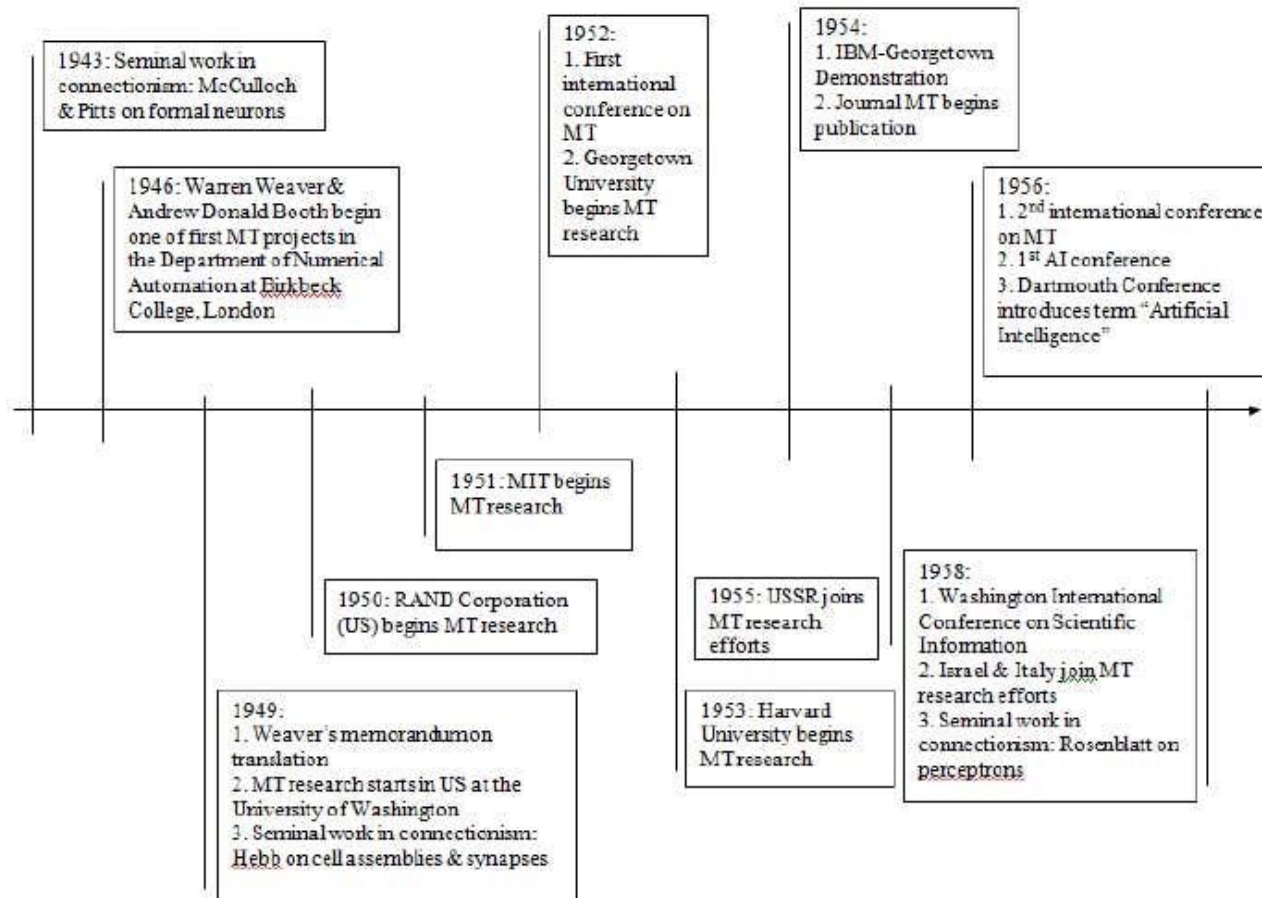 1943: Seminal work in
connectionism: McCulloch
& Pitts on formal neurons
1946: Warren Weaver &
Andrew Donald Booth begin
one of first MT projects in
the Department of Numerical
Automation at Birkbeck
College, London
1949:
1. Weaver's memorandum on
translation
2. MT research starts in US at the
University of Washington
3. Seminal work in connectionism:
Hebb on cell assemblies & synapses
1950: RAND Corporation
(US) begins MT research
1951: MIT begins
MT research
1952:
1. First
international
conference on
MT
2. Georgetown
University
begins MT
research
1953: Harvard
University begins
MT research
1954:
1. IBM-Georgetown
Demonstration
2. Journal MT begins
publication
1955: USSR joins
MT research
efforts
1956:
1. 2nd international conference
on MT
2. 1st AI conference
3. Dartmouth Conference
introduces term “Artificial
Intelligence”
1958:
1. Washington International
Conference on Scientific
Information
2. Israel & Italy join MT
research efforts
3. Seminal work in
connectionism: Rosenblatt on
perceptrons